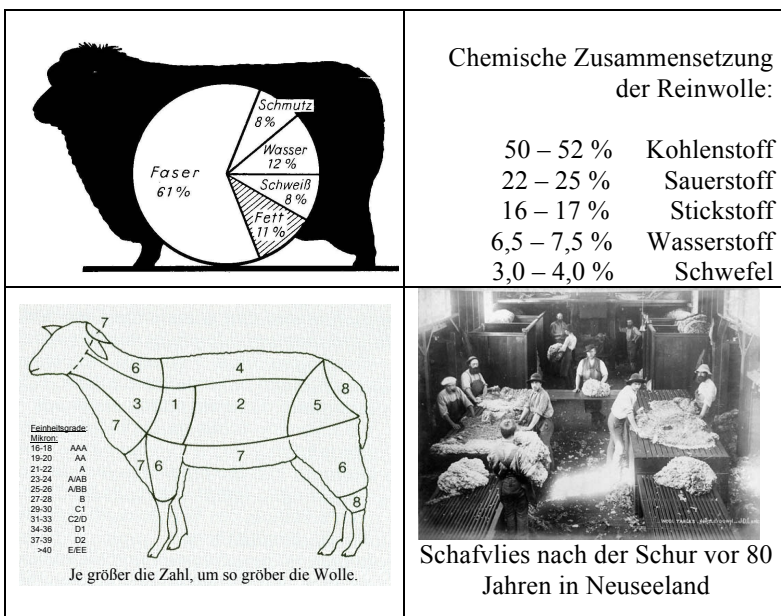 Schmutz
8%
Wasser
12%
Faser
61%
Schweiß
8%
Fett
11%
Chemische Zusammensetzung
der Reinwolle:
50 – 52 % Kohlenstoff
22 – 25 % Sauerstoff
16 – 17 % Stickstoff
6,5 – 7,5 % Wasserstoff
3,0 – 4,0 % Schwefel
7
6
4
8
3
1
2
5
7
7
6
7
6
8
Feinheitsgrade:
Mikron:
16-18 AAA
19-20 AA
21-22 A
23-24 A/AB
25-26 A/BB
27-28 B
29-30 C1
31-33 C2/D
34-36 D1
37-39 D2
>40 E/EE
Je größer die Zahl, um so gröber die Wolle.
Schafvlies nach der Schur vor 80
Jahren in Neuseeland